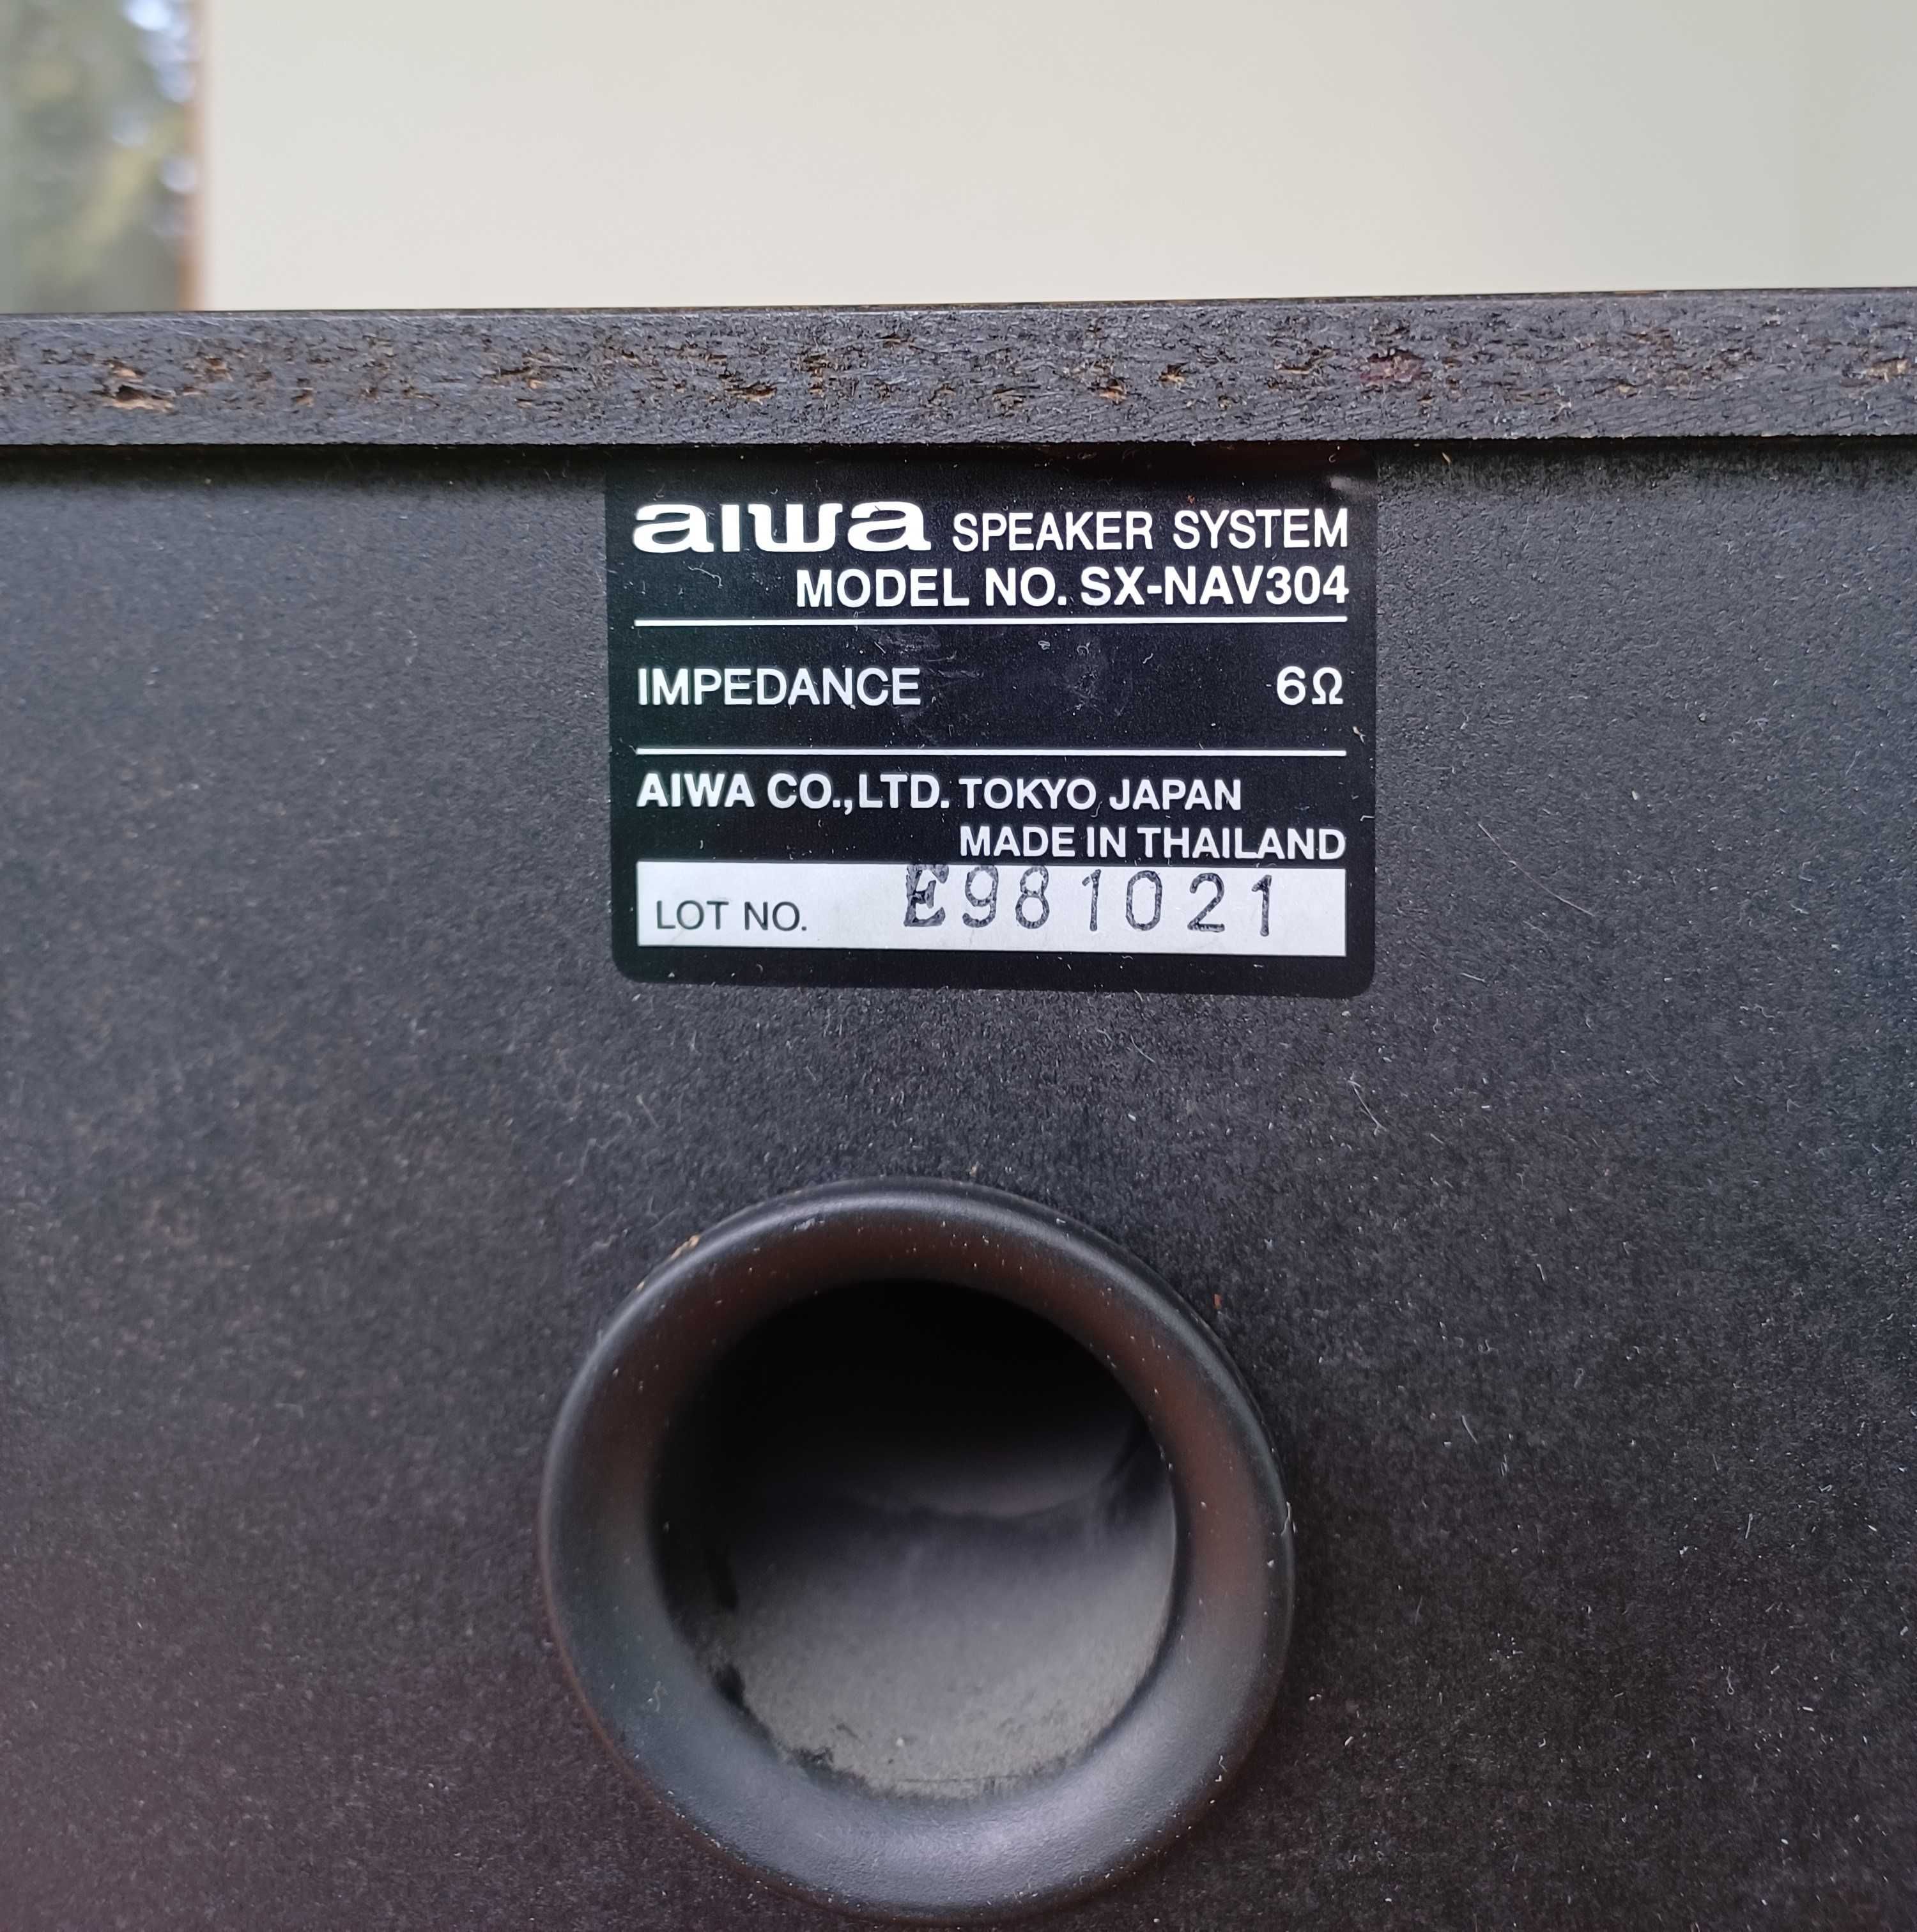 aiwa SPEAKER SYSTEM
MODEL NO. SX-NAV304
IMPEDANCE 6Ω
AIWA CO.,LTD. TOKYO JAPAN
MADE IN THAILAND
LOT NO. E981021